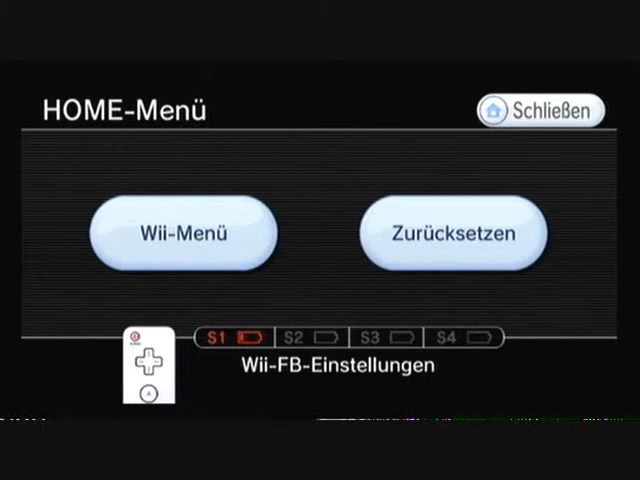 HOME-Menü
Schließen
Wii-Menü
Zurücksetzen
S1 S2 S3 S4
Wii-FB-Einstellungen
A